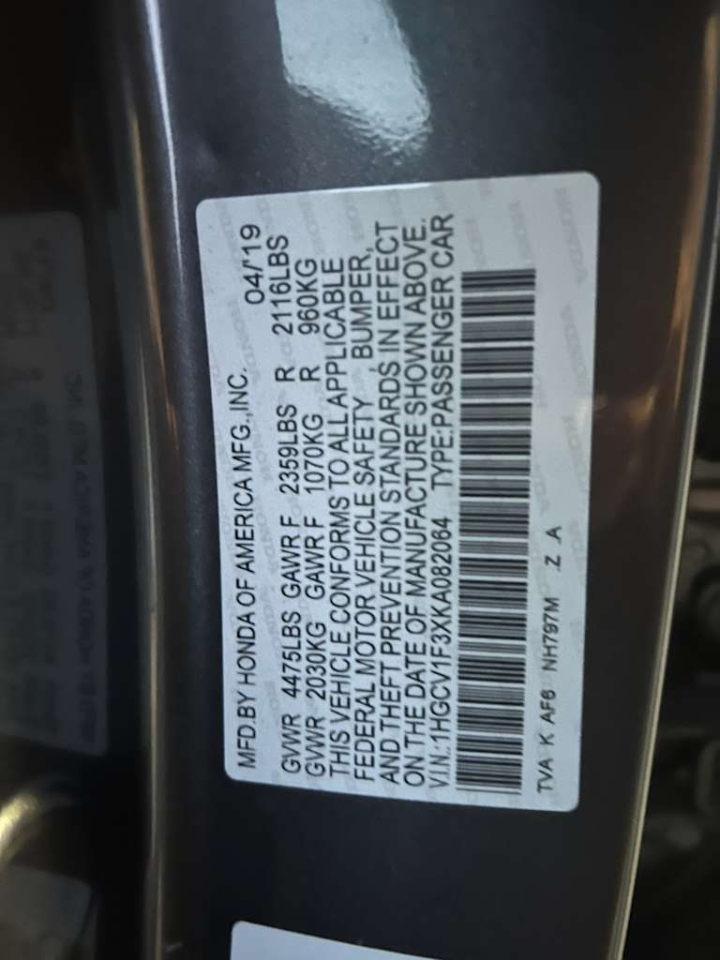 MFD.BY HONDA OF AMERICA MFG.,INC. 04/19
GVWR 4475LBS GAWR F 2359LBS R 2116LBS
GVWR 2030KG GAWR F 1070KG R 960KG
THIS VEHICLE CONFORMS TO ALL APPLICABLE
FEDERAL MOTOR VEHICLE SAFETY , BUMPER,
AND THEFT PREVENTION STANDARDS IN EFFECT
ON THE DATE OF MANUFACTURE SHOWN ABOVE.
V.I.N.:1HGCV1F3XKA082064 TYPE:PASSENGER CAR
TVA K AF6 NH797M Z A